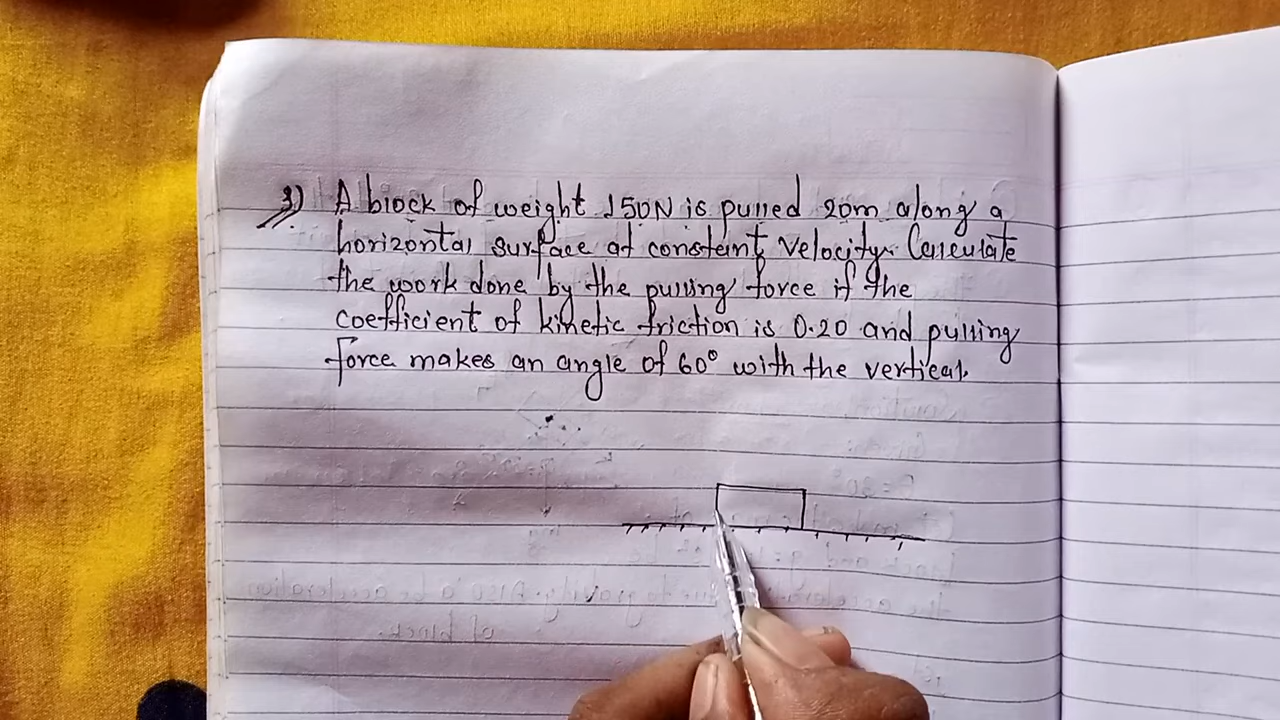 3) A block of weight 150N is pulled 20m along a
horizontal surface at constant velocity. Calculate
the work done by the pulling force if the
coefficient of kinetic friction is 0.20 and pulling
force makes an angle of 60° with the vertical.